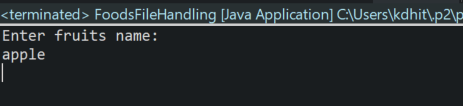 <terminated> FoodsFileHandling [Java Application] C:\Users\kdhit\.p2\p
Enter fruits name:
apple